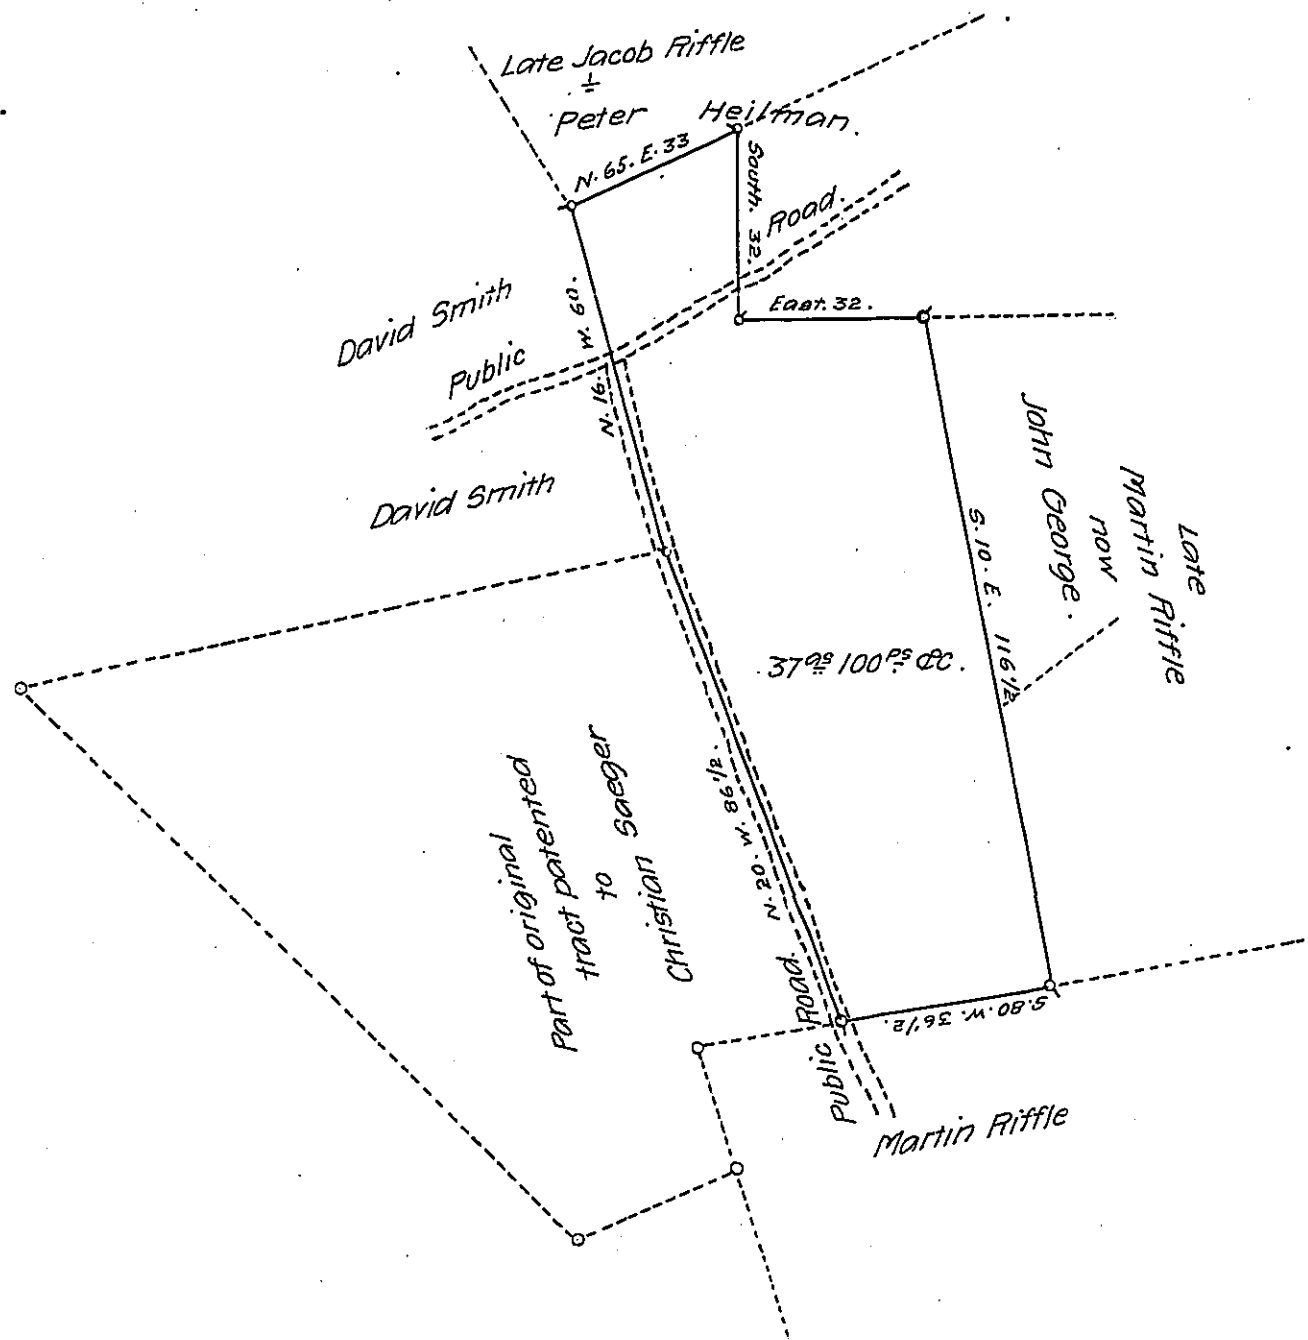 Late Jacob Riffle
Peter Heilman.
N. 65. E. 33
South. 32.
Road.
East. 32.
David Smith
N. 16. W. 60.
Public
David Smith
Late
Martin Riffle
now
John George.
S. 10. E. 116 1/2
37 as 100 ps &C.
Part of original
tract patented
to
Christian Saeger
N. 20. W. 86 1/2.
Public Road
S. 80. W. 36 1/2.
Martin Riffle